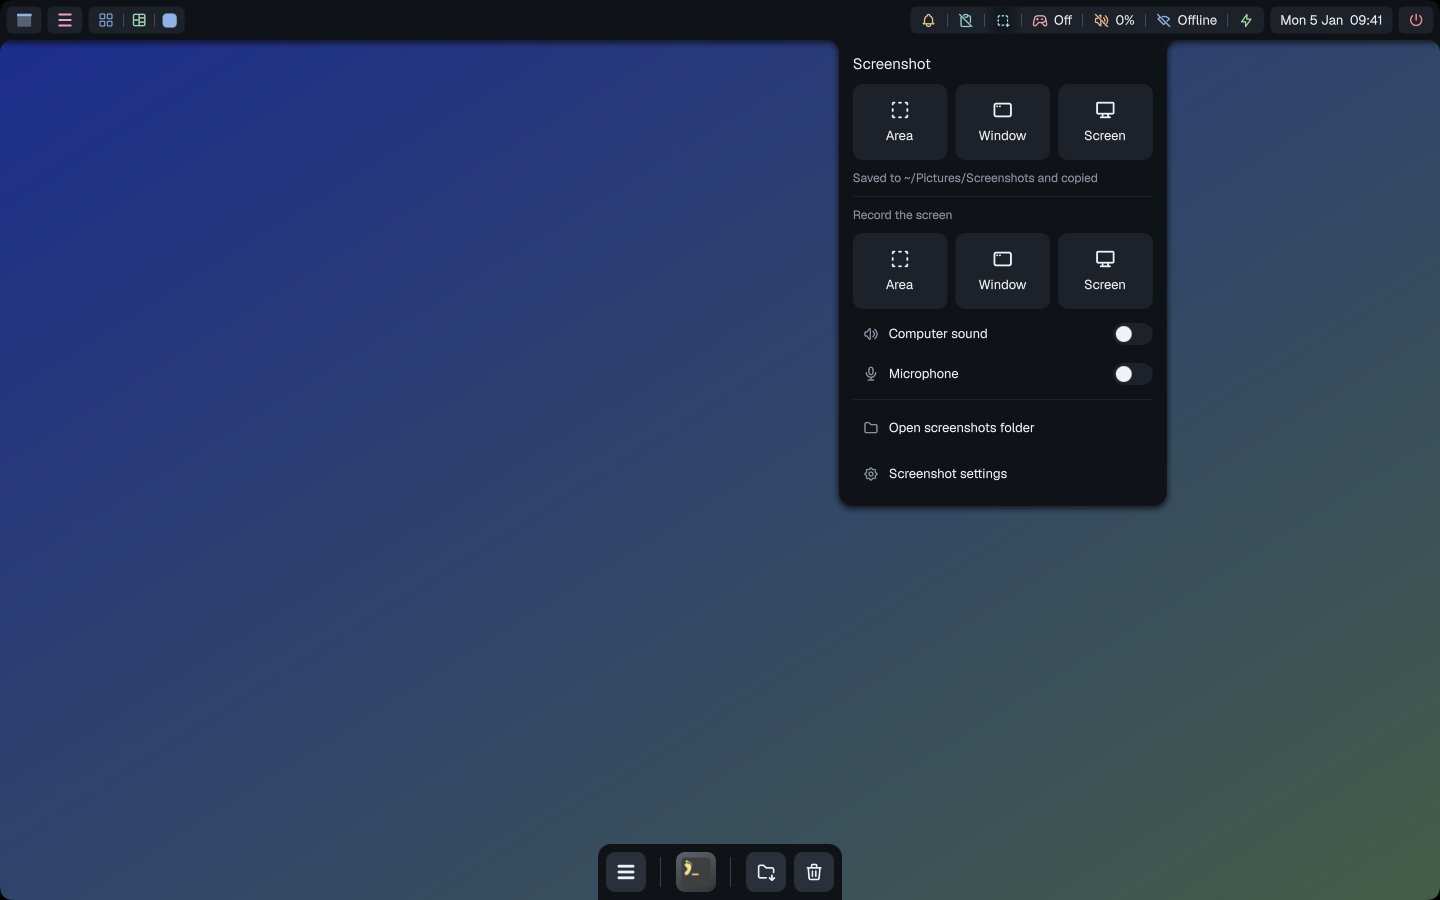 Off
0%
Offline
Mon 5 Jan 09:41
Screenshot
Area
Window
Screen
Saved to ~/Pictures/Screenshots and copied
Record the screen
Area
Window
Screen
Computer sound
Microphone
Open screenshots folder
Screenshot settings